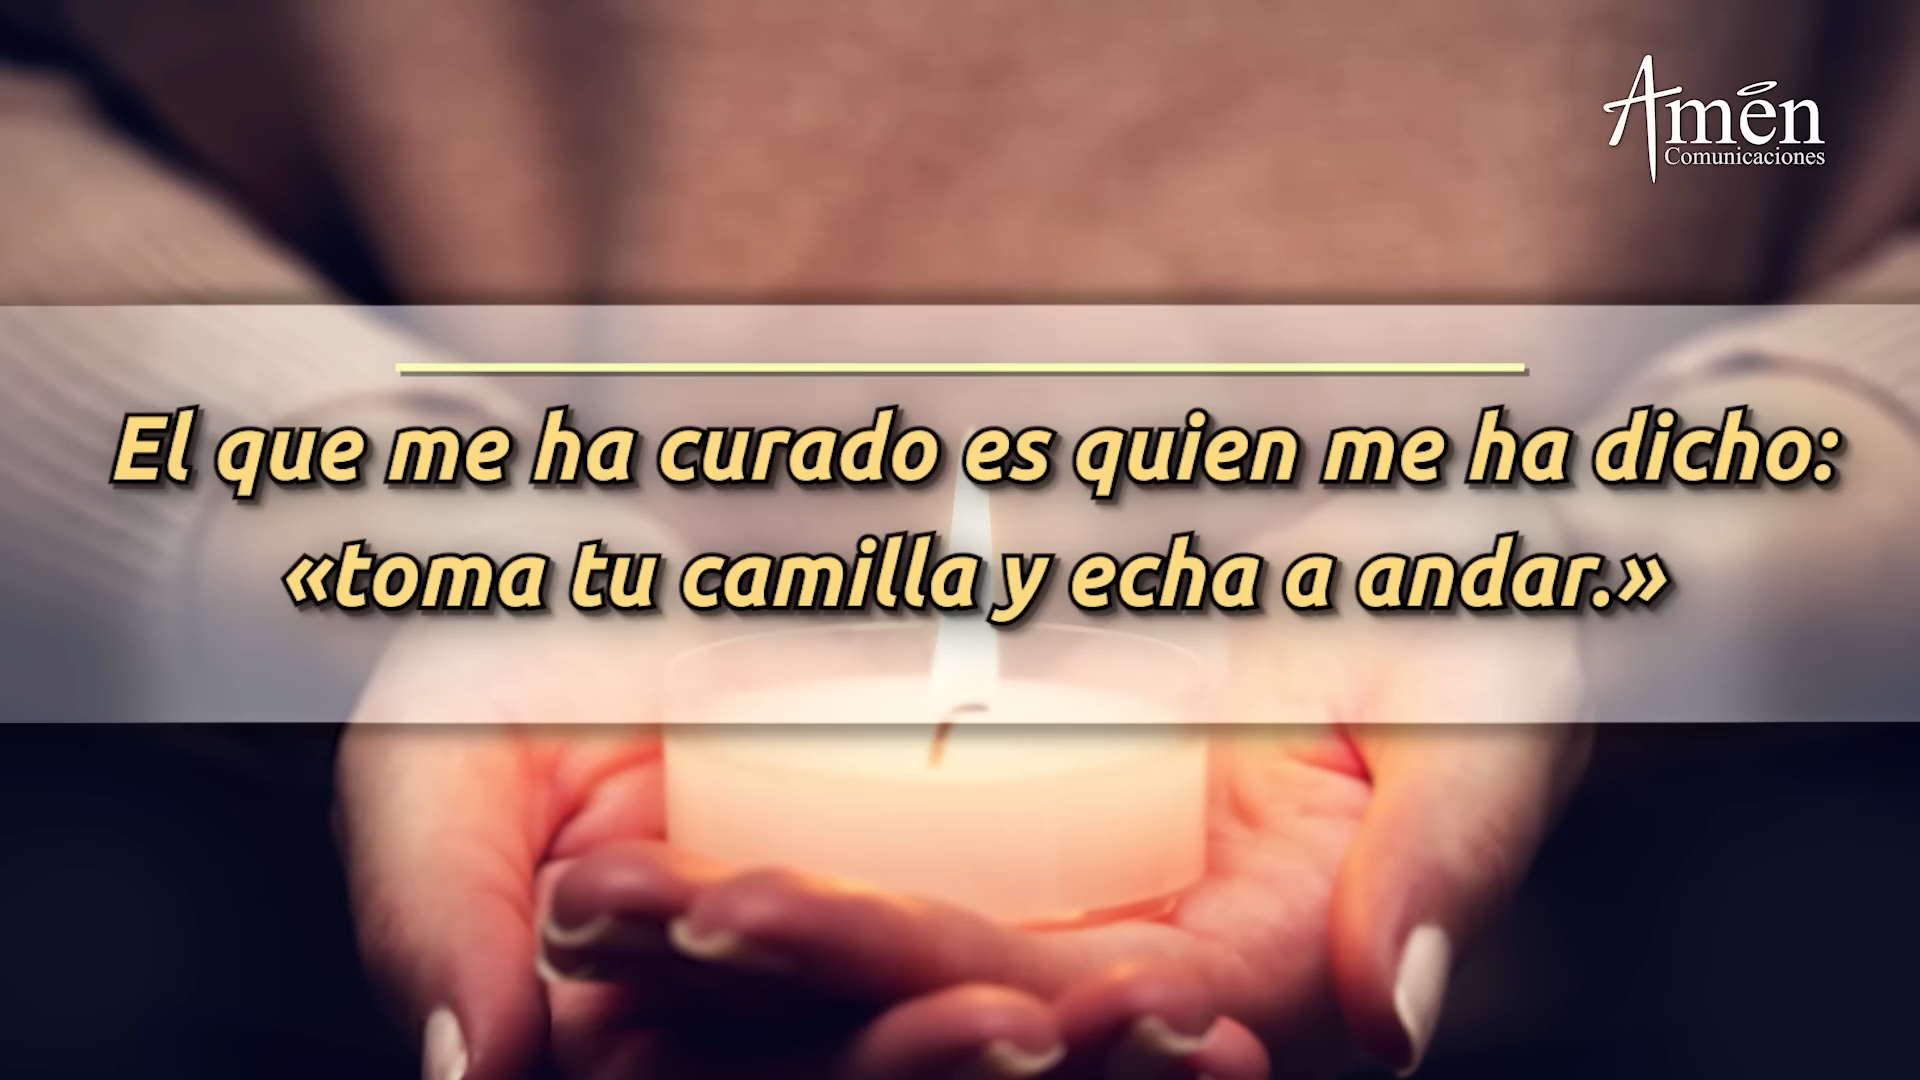 Amén
Comunicaciones
El que me ha curado es quien me ha dicho:
«toma tu camilla y echa a andar.»